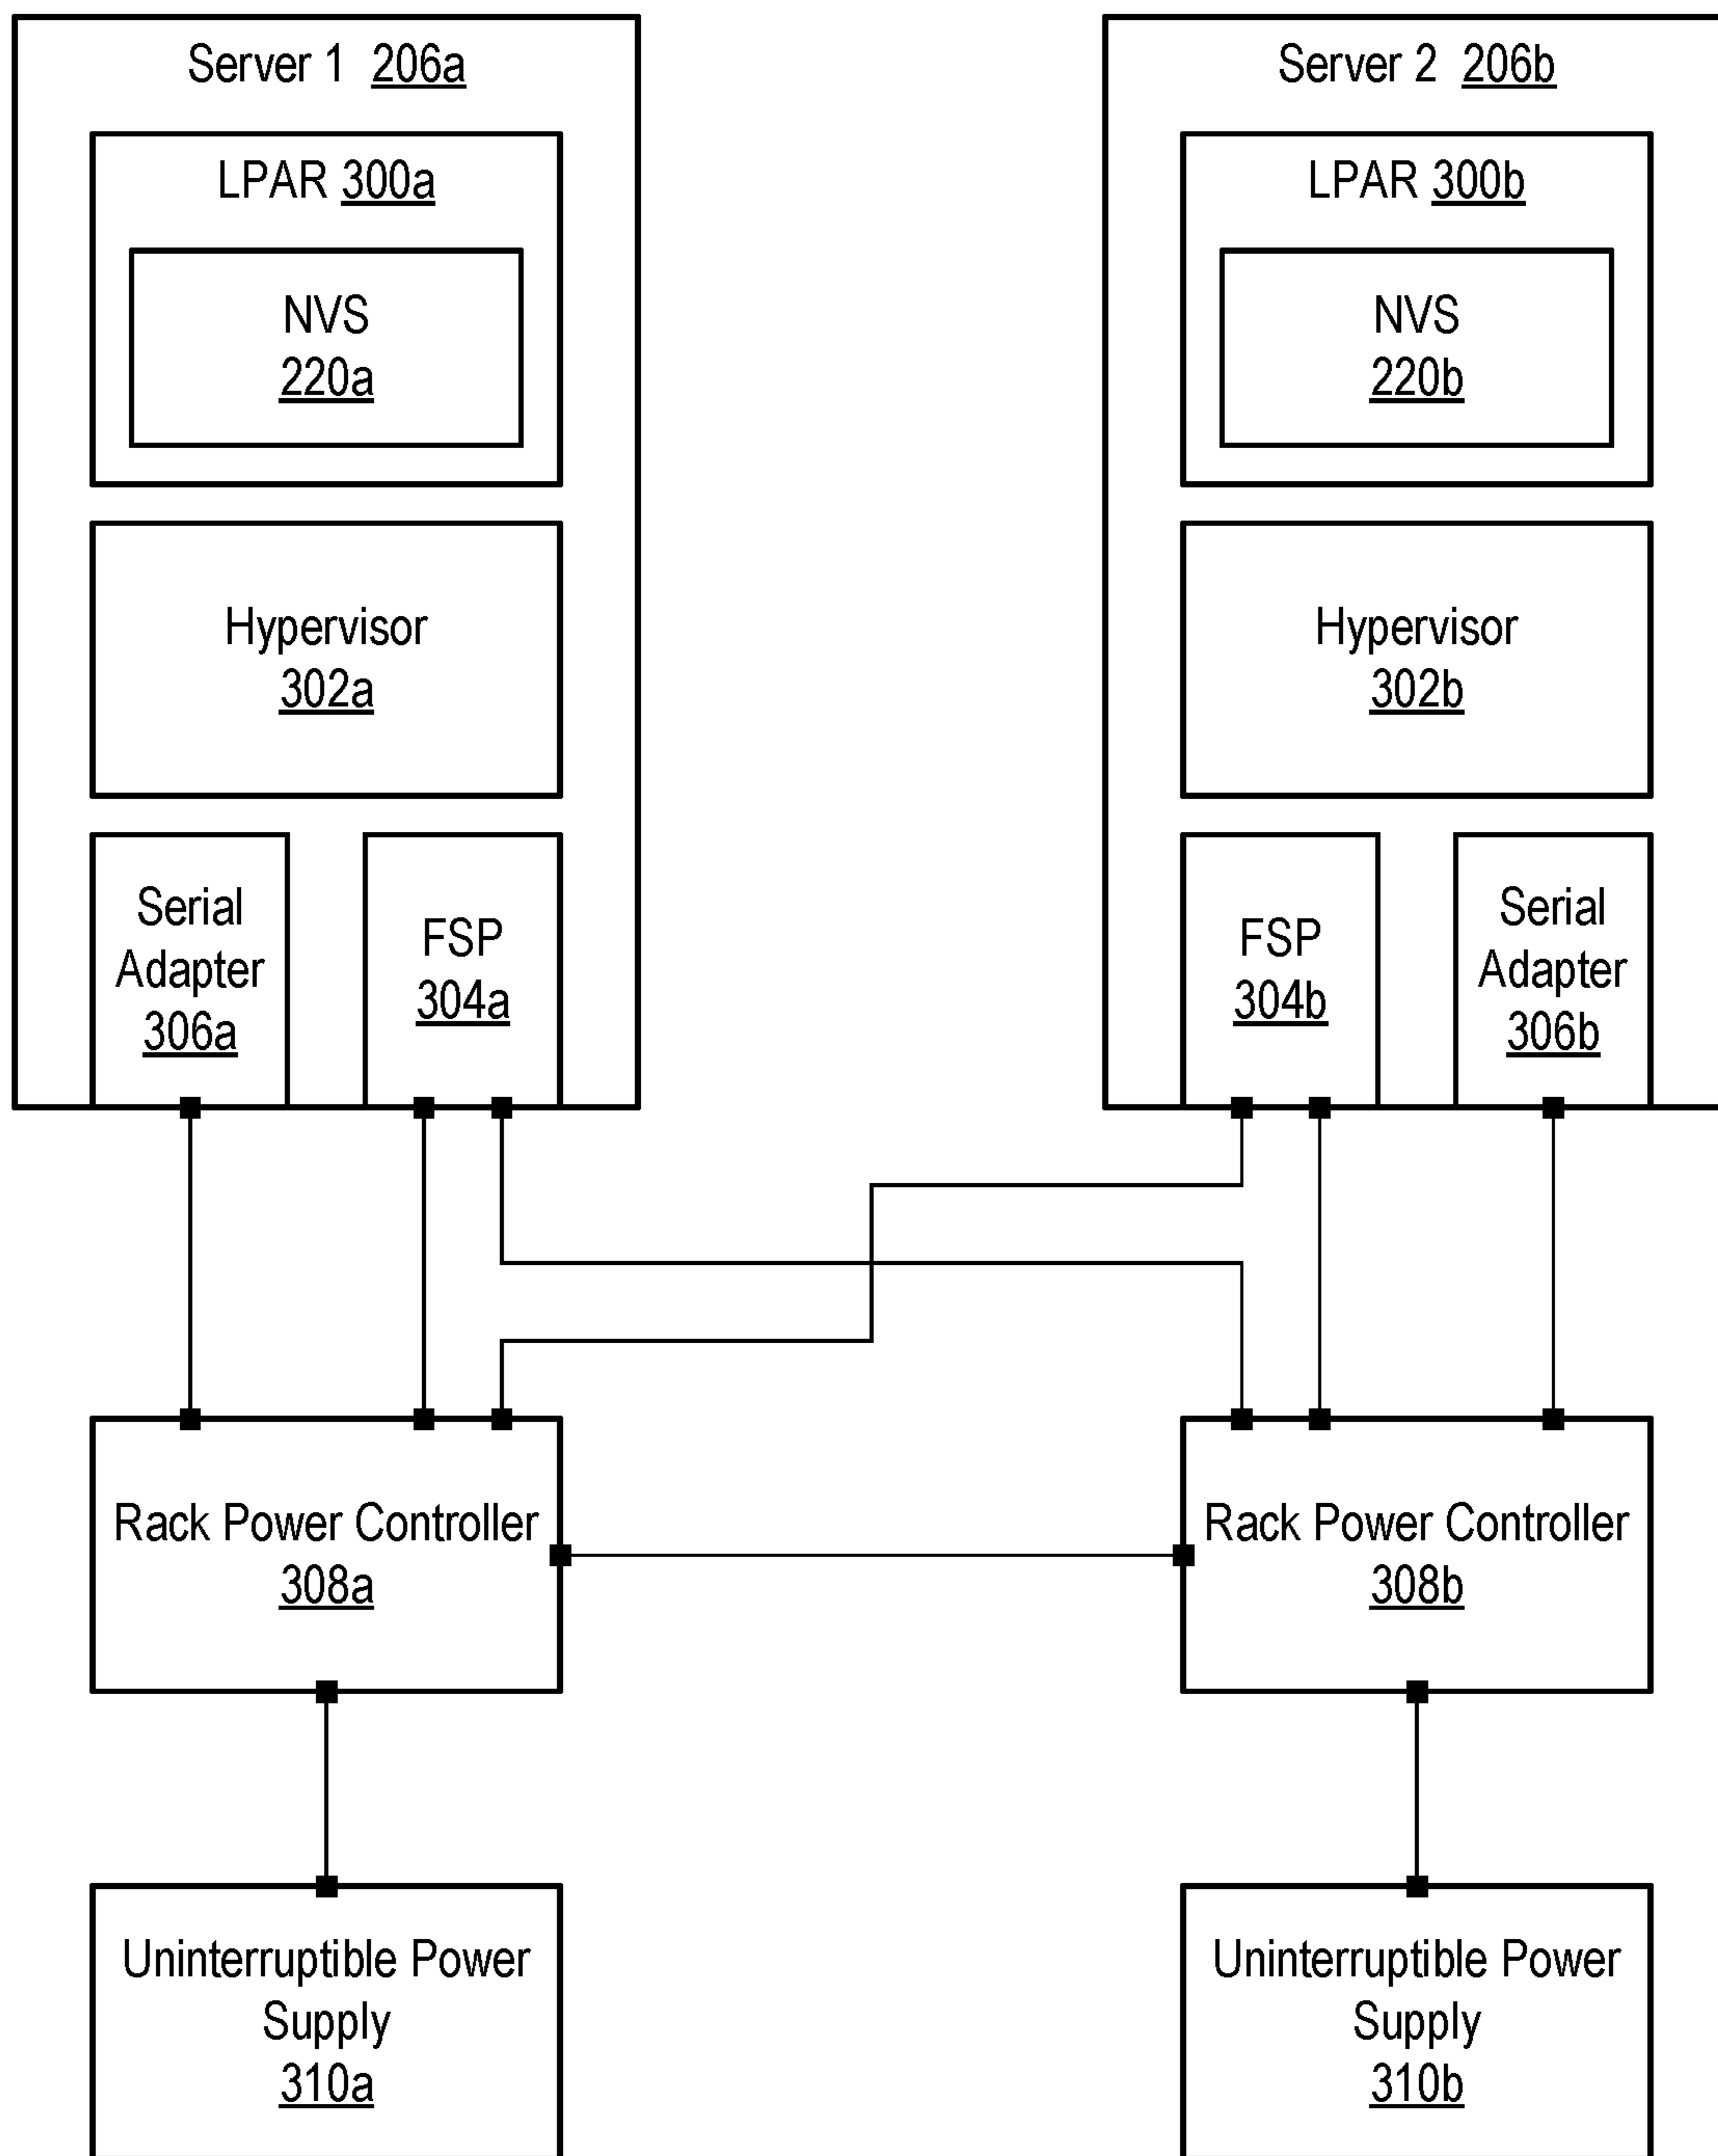 Server 1 206a
LPAR 300a
NVS
220a
Hypervisor
302a
Serial
Adapter
306a
FSP
304a
Server 2 206b
LPAR 300b
NVS
220b
Hypervisor
302b
FSP
304b
Serial
Adapter
306b
Rack Power Controller
308a
Rack Power Controller
308b
Uninterruptible Power
Supply
310a
Uninterruptible Power
Supply
310b